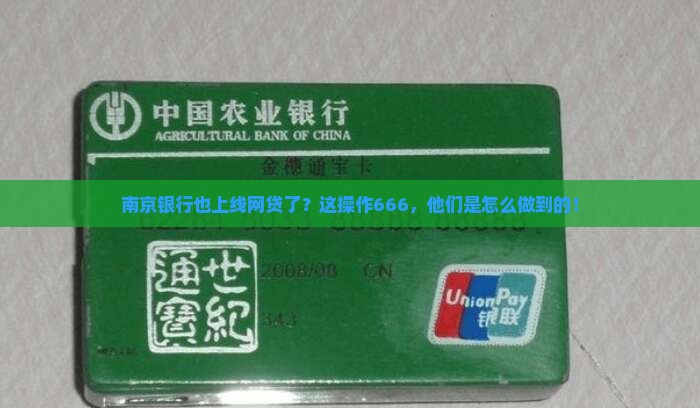 中国农业银行
AGRICULTURAL BANK OF CHINA
金穗通宝卡
南京银行也上线网贷了？这操作666，他们是怎么做到的！
2008/08 CN
世紀
通寶
343
UnionPay
银联